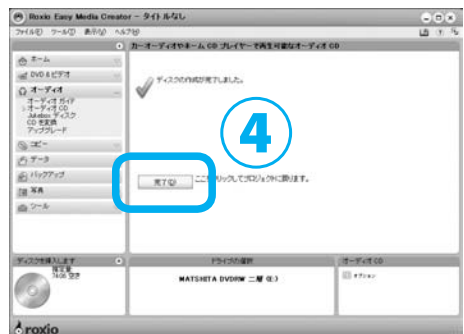 Roxio Easy Media Creator - タイトルなし
ファイル(F) ツール(T) 表示(V) ヘルプ(H)
カーオーディオやホーム CD プレイヤーで再生可能なオーディオ CD
ホーム
DVD & ビデオ
オーディオ
オーディオ ガイド
オーディオ CD
Jukebox ディスク
CD を変換
アップグレード
コピー
データ
バックアップ
写真
ツール
ディスクの作成が完了しました。
4
完了(D)
クリックしてプロジェクトに戻ります。
ディスクを挿入します
ドライブの選択
オーディオ CD
空き
MATSHITA DVDRW 二層 (E:)
オプション
roxio